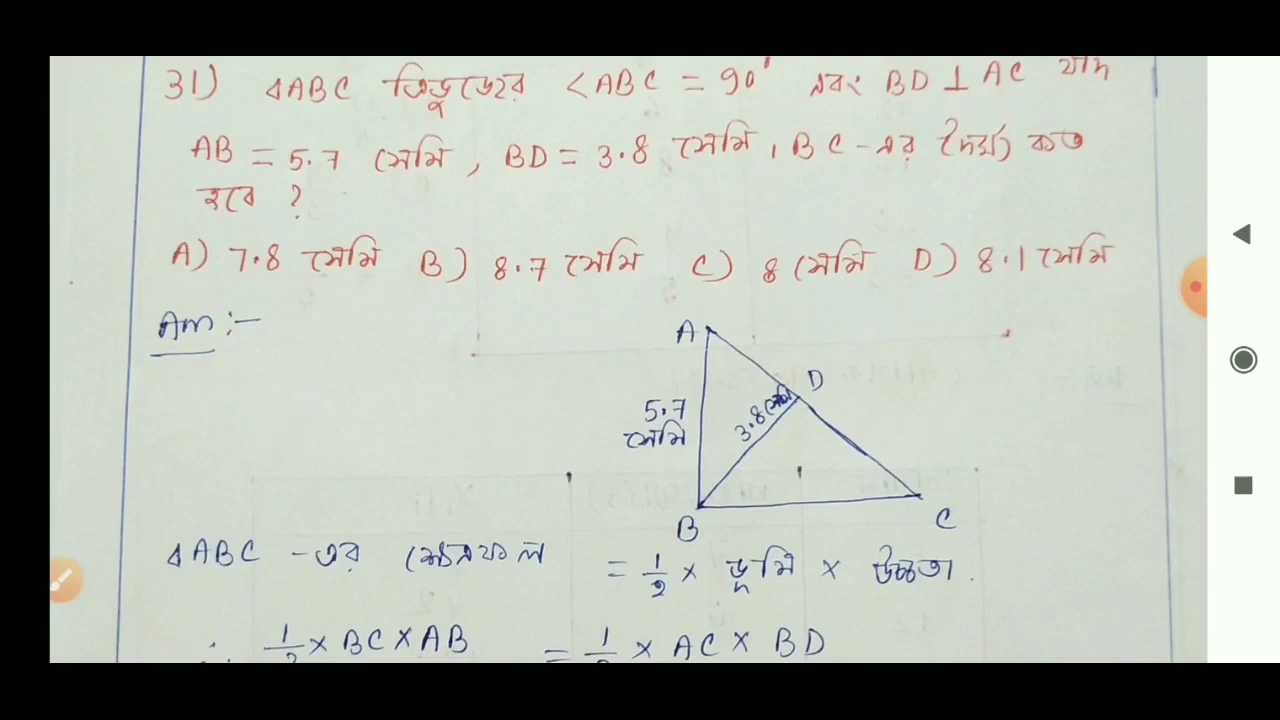 31) ∆ABC ত্রিভুজের <ABC = 90° এবং BD ⊥ AC যদি
AB = 5.7 সেমি, BD = 3.8 সেমি, BC-এর দৈর্ঘ্য কত
হবে ?
A) 7.8 সেমি B) 8.7 সেমি C) 8 সেমি D) 8.1 সেমি
Ans :-
A
D
5.7
সেমি
3.8 সেমি
B
C
∆ABC -এর ক্ষেত্রফল = 1/2 × ভূমি × উচ্চতা.
∴ 1/2 × BC × AB = 1/2 × AC × BD